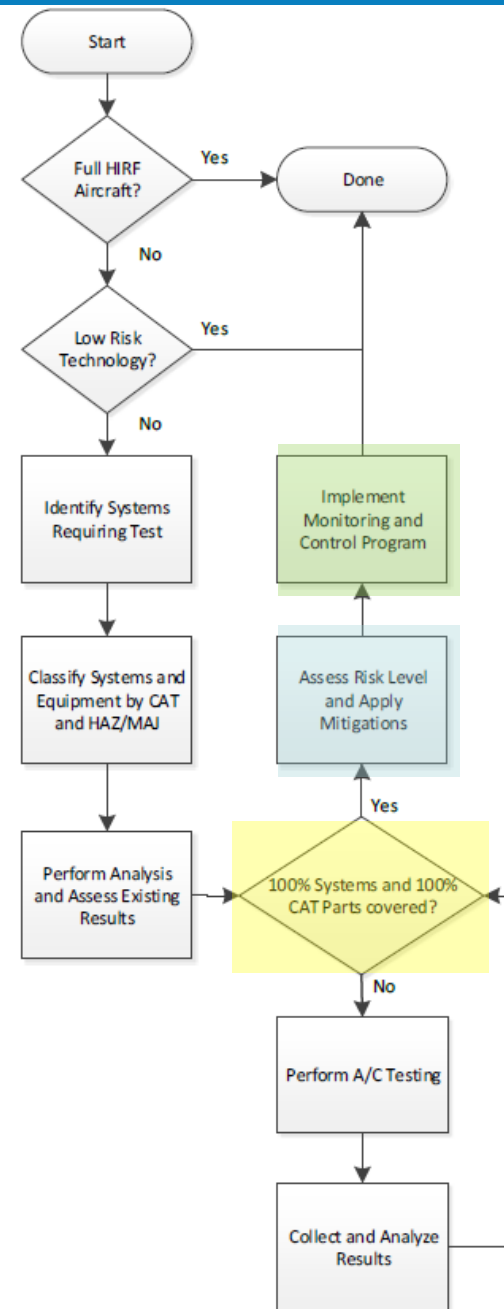 Start
Full HIRF
Aircraft?
Yes
Done
No
Low Risk
Technology?
Yes
No
Identify Systems
Requiring Test
Implement
Monitoring and
Control Program
Classify Systems and
Equipment by CAT
and HAZ/MAJ
Assess Risk Level
and Apply
Mitigations
Yes
Perform Analysis
and Assess Existing
Results
100% Systems and 100%
CAT Parts covered?
No
Perform A/C Testing
Collect and Analyze
Results